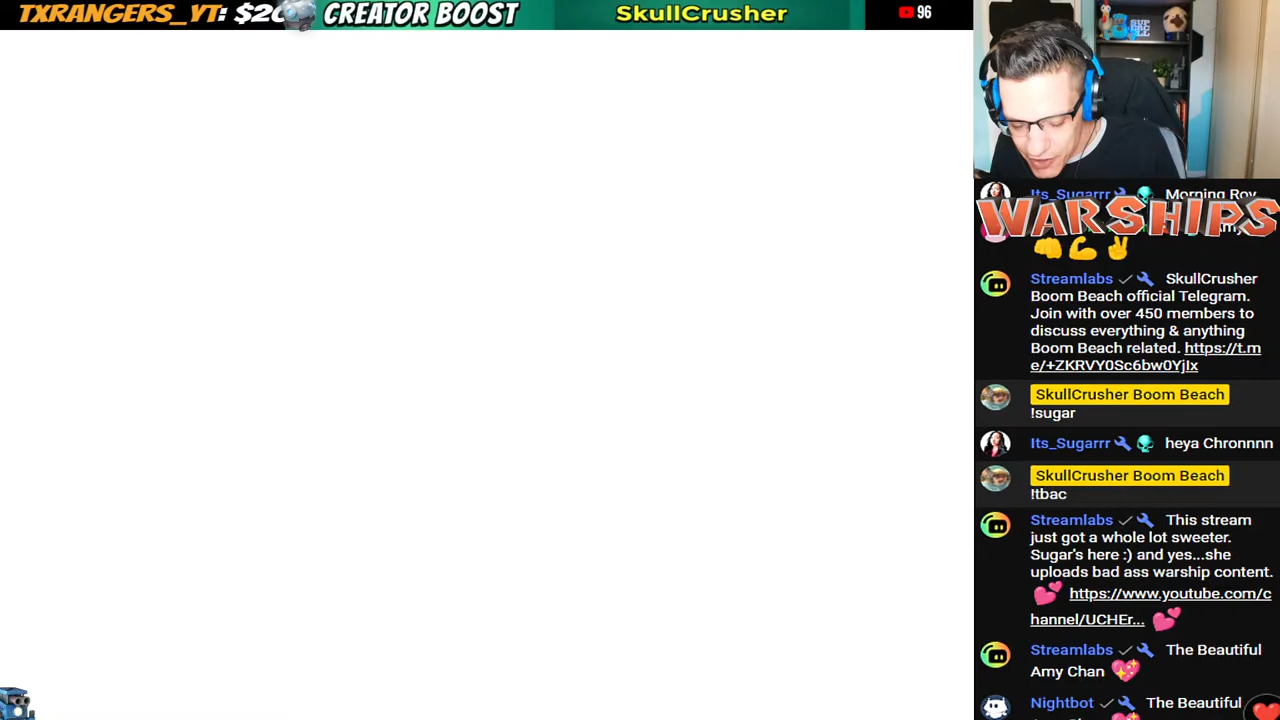 TXRANGERS_YT: $20
CREATOR BOOST
SkullCrusher
96
Its_Sugarrr Morning Roy
WARSHIPS
Streamlabs SkullCrusher
Boom Beach official Telegram.
Join with over 450 members to
discuss everything & anything
Boom Beach related. https://t.m
e/+ZKRVY0Sc6bw0YjIx
SkullCrusher Boom Beach
!sugar
Its_Sugarrr heya Chronnnn
SkullCrusher Boom Beach
!tbac
Streamlabs This stream
just got a whole lot sweeter.
Sugar's here :) and yes...she
uploads bad ass warship content.
https://www.youtube.com/c
hannel/UCHEr...
Streamlabs The Beautiful
Amy Chan
Nightbot The Beautiful